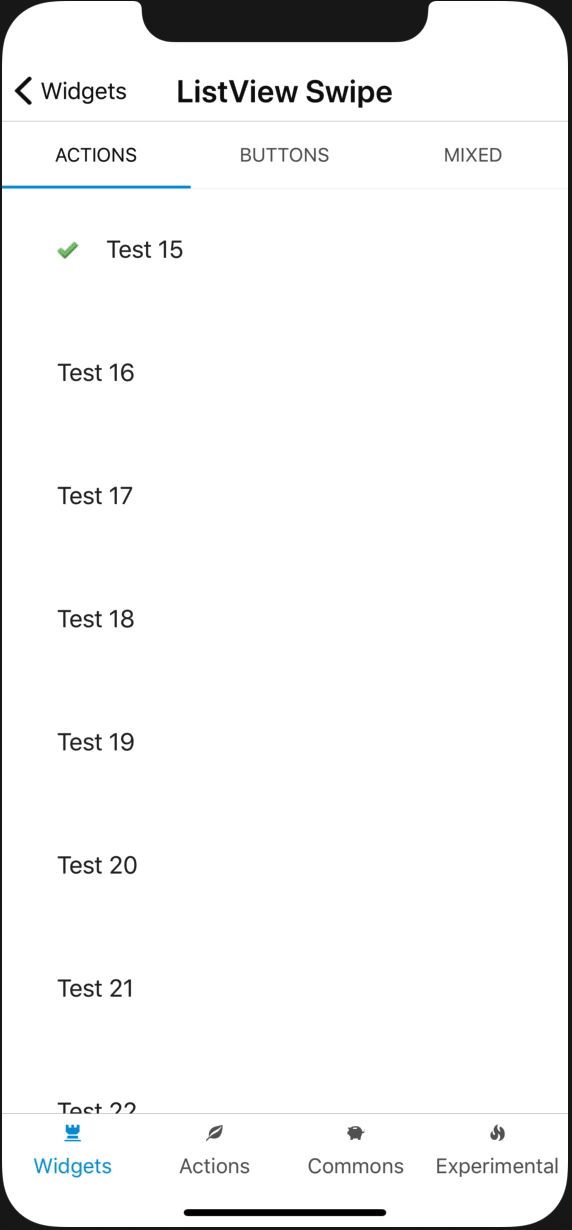 Widgets ListView Swipe
ACTIONS BUTTONS MIXED
Test 15
Test 16
Test 17
Test 18
Test 19
Test 20
Test 21
Test 22
Widgets Actions Commons Experimental